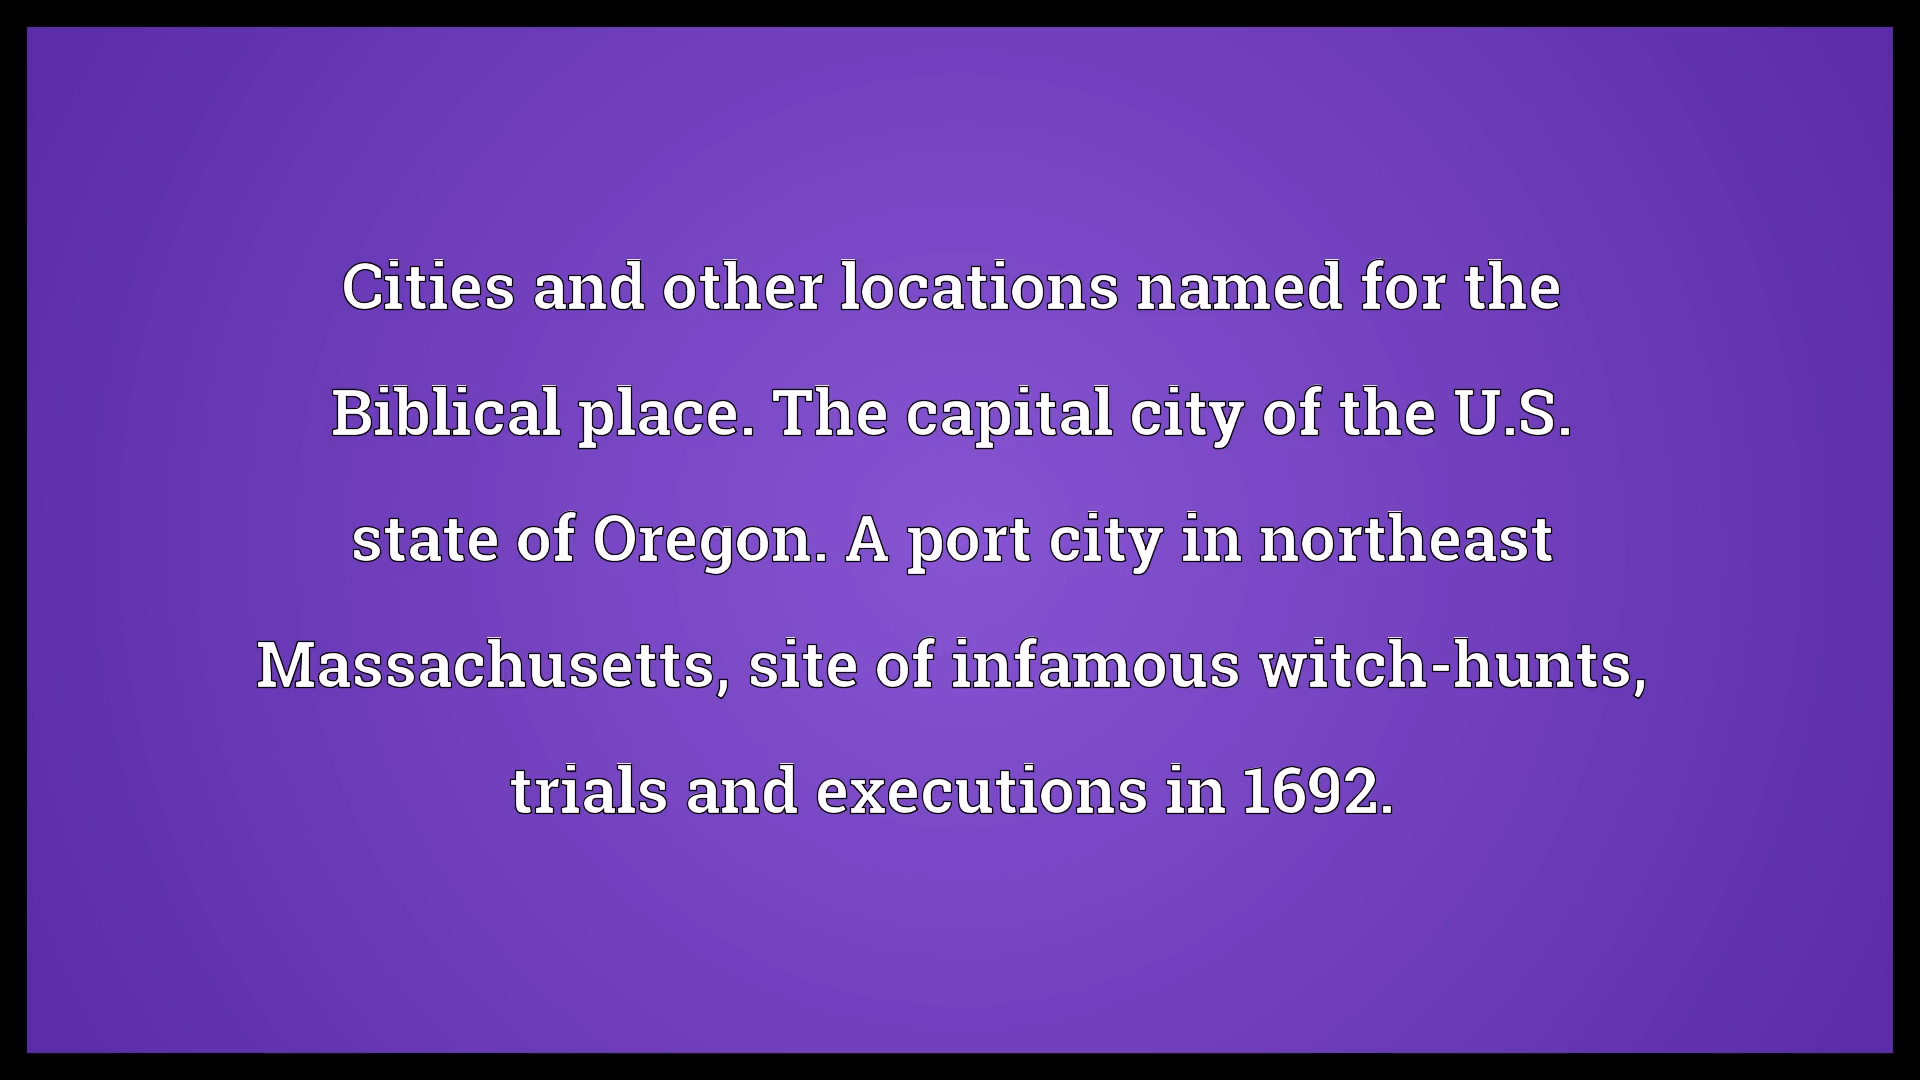 Cities and other locations named for the
Biblical place. The capital city of the U.S.
state of Oregon. A port city in northeast
Massachusetts, site of infamous witch-hunts,
trials and executions in 1692.